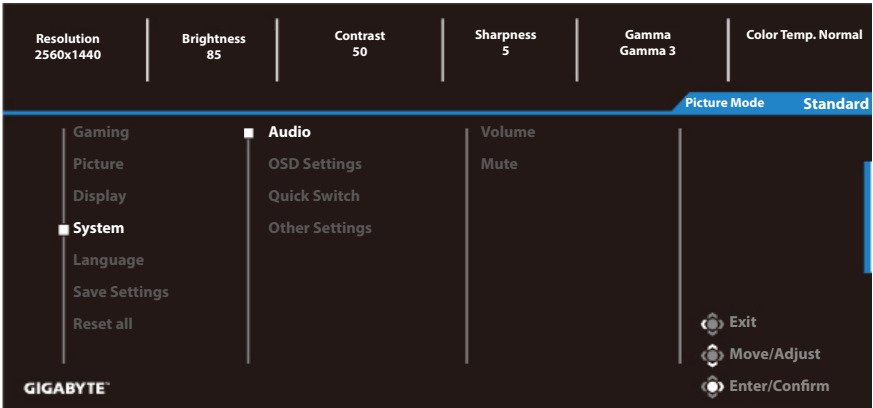 Resolution
2560x1440
Brightness
85
Contrast
50
Sharpness
5
Gamma
Gamma 3
Color Temp. Normal
Picture Mode Standard
Gaming
Picture
Display
System
Language
Save Settings
Reset all
Audio
OSD Settings
Quick Switch
Other Settings
Volume
Mute
Exit
Move/Adjust
Enter/Confirm
GIGABYTE™